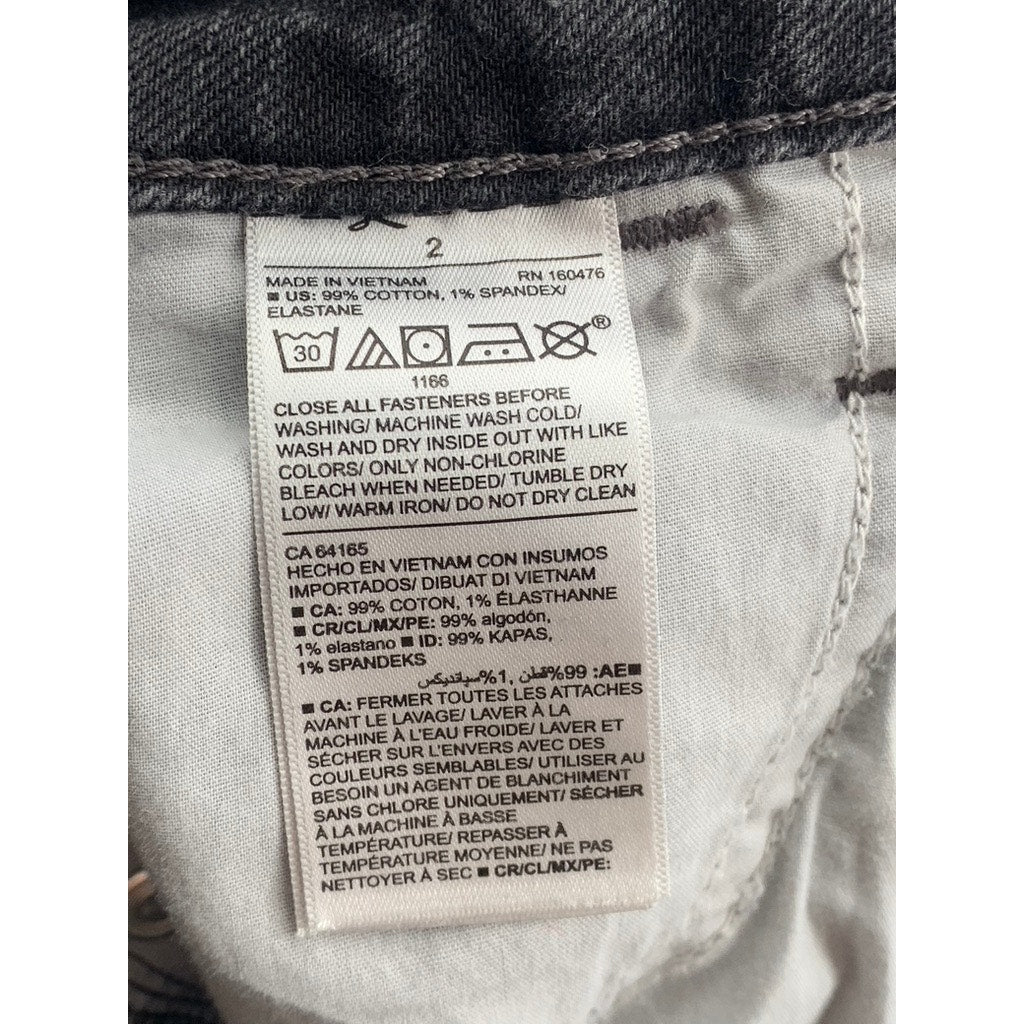 2
MADE IN VIETNAM RN 160476
■ US: 99% COTTON, 1% SPANDEX/
ELASTANE
30
®
1166
CLOSE ALL FASTENERS BEFORE
WASHING/ MACHINE WASH COLD/
WASH AND DRY INSIDE OUT WITH LIKE
COLORS/ ONLY NON-CHLORINE
BLEACH WHEN NEEDED/ TUMBLE DRY
LOW/ WARM IRON/ DO NOT DRY CLEAN
CA 64165
HECHO EN VIETNAM CON INSUMOS
IMPORTADOS/ DIBUAT DI VIETNAM
■ CA: 99% COTON, 1% ÉLASTHANNE
■ CR/CL/MX/PE: 99% algodón,
1% elastano ■ ID: 99% KAPAS,
1% SPANDEKS
■AE: 99% قطن, 1% سباندیكس
■ CA: FERMER TOUTES LES ATTACHES
AVANT LE LAVAGE/ LAVER À LA
MACHINE À L'EAU FROIDE/ LAVER ET
SÉCHER SUR L'ENVERS AVEC DES
COULEURS SEMBLABLES/ UTILISER AU
BESOIN UN AGENT DE BLANCHIMENT
SANS CHLORE UNIQUEMENT/ SÉCHER
À LA MACHINE À BASSE
TEMPÉRATURE/ REPASSER À
TEMPÉRATURE MOYENNE/ NE PAS
NETTOYER À SEC ■ CR/CL/MX/PE: